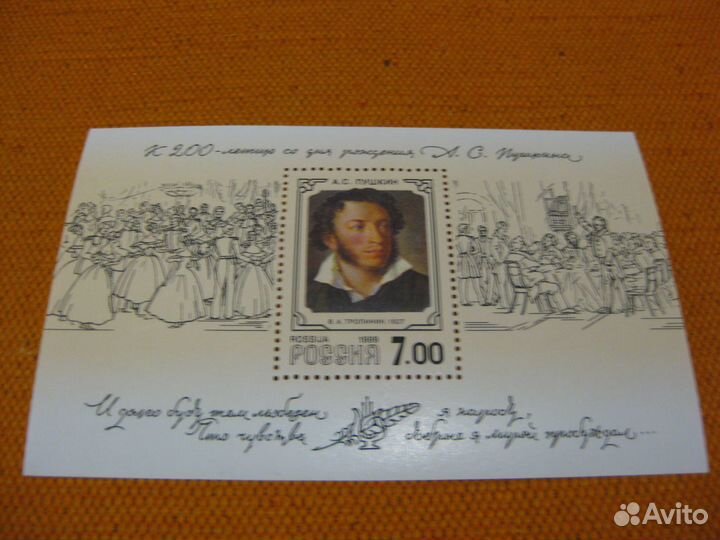 К 200-летию со дня рождения А. С. Пушкина
А.С. ПУШКИН
В.А. ТРОПИНИН 1827
ROSSIJA 1999
РОССИЯ 7.00
И долго буду тем любезен я народу,
Что чувства добрые я лирой пробуждал...
Avito